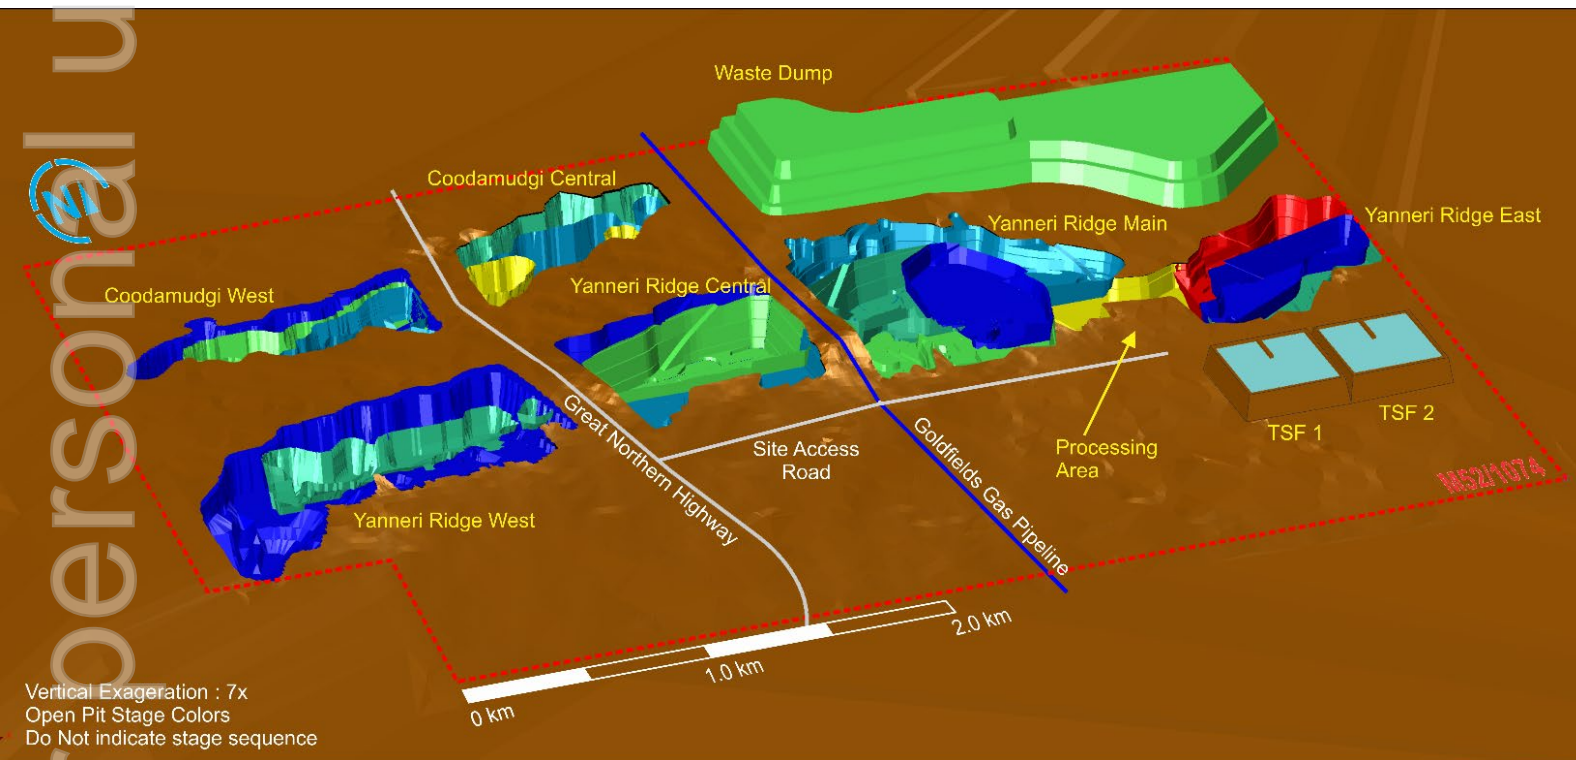 Waste Dump
Coodamudgi Central
Yanneri Ridge Main
Yanneri Ridge East
Coodamudgi West
Yanneri Ridge Central
Great Northern Highway
Site Access
Road
Goldfields Gas Pipeline
Processing
Area
TSF 1
TSF 2
M52/1074
Yanneri Ridge West
0 km
1.0 km
2.0 km
Vertical Exageration : 7x
Open Pit Stage Colors
Do Not indicate stage sequence
personal u
NI